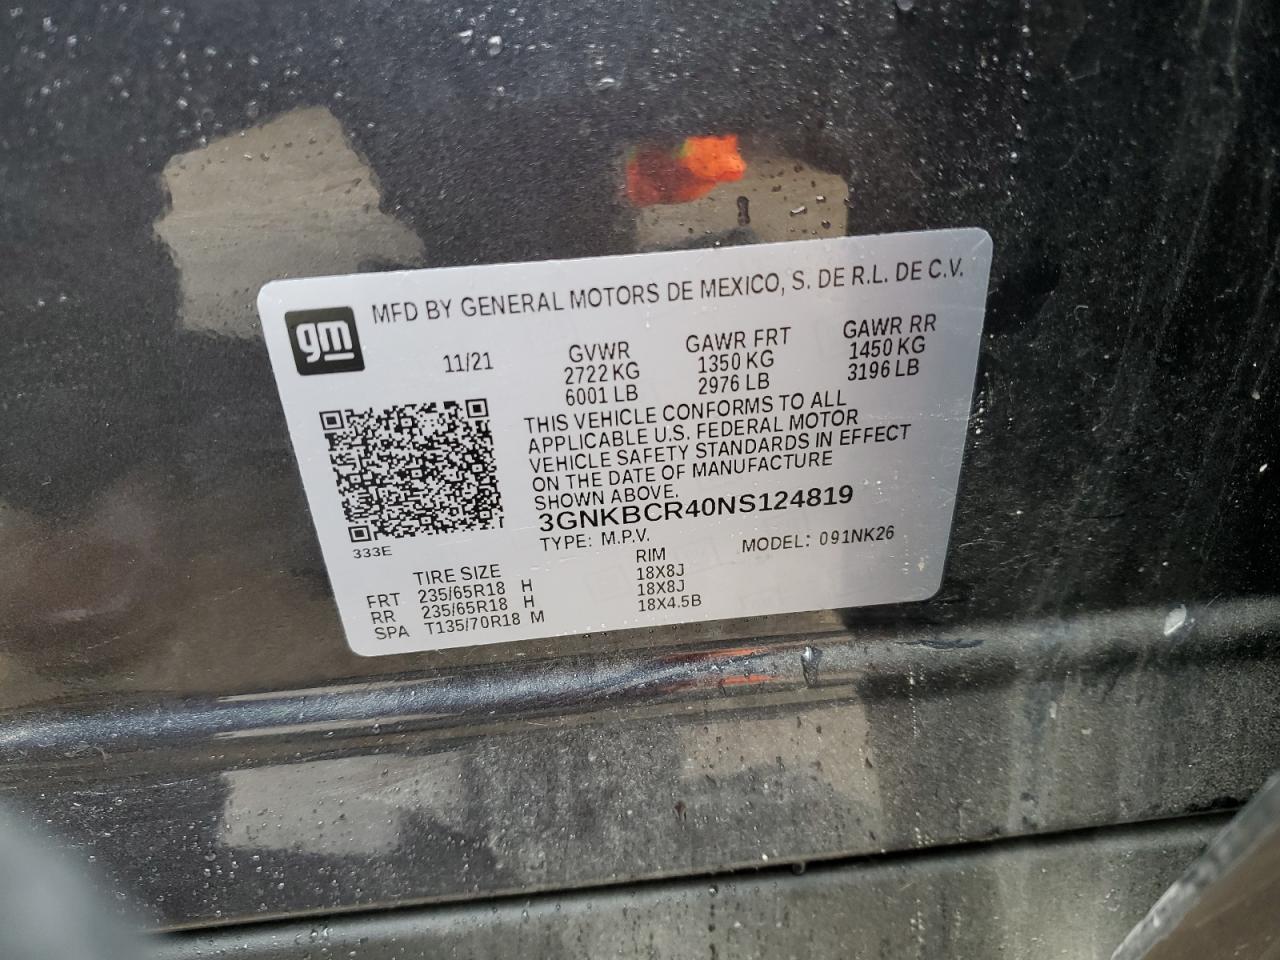 gm
MFD BY GENERAL MOTORS DE MEXICO, S. DE R.L. DE C.V.
11/21 GVWR GAWR FRT GAWR RR
2722 KG 1350 KG 1450 KG
6001 LB 2976 LB 3196 LB
THIS VEHICLE CONFORMS TO ALL
APPLICABLE U.S. FEDERAL MOTOR
VEHICLE SAFETY STANDARDS IN EFFECT
ON THE DATE OF MANUFACTURE
SHOWN ABOVE.
3GNKBCR40NS124819
333E
TYPE: M.P.V. MODEL: 091NK26
TIRE SIZE RIM
FRT 235/65R18 H 18X8J
RR 235/65R18 H 18X8J
SPA T135/70R18 M 18X4.5B